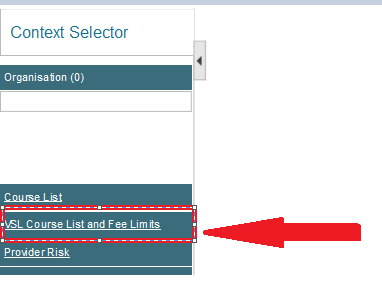 Context Selector
Organisation (0)
Course List
VSL Course List and Fee Limits
Provider Risk